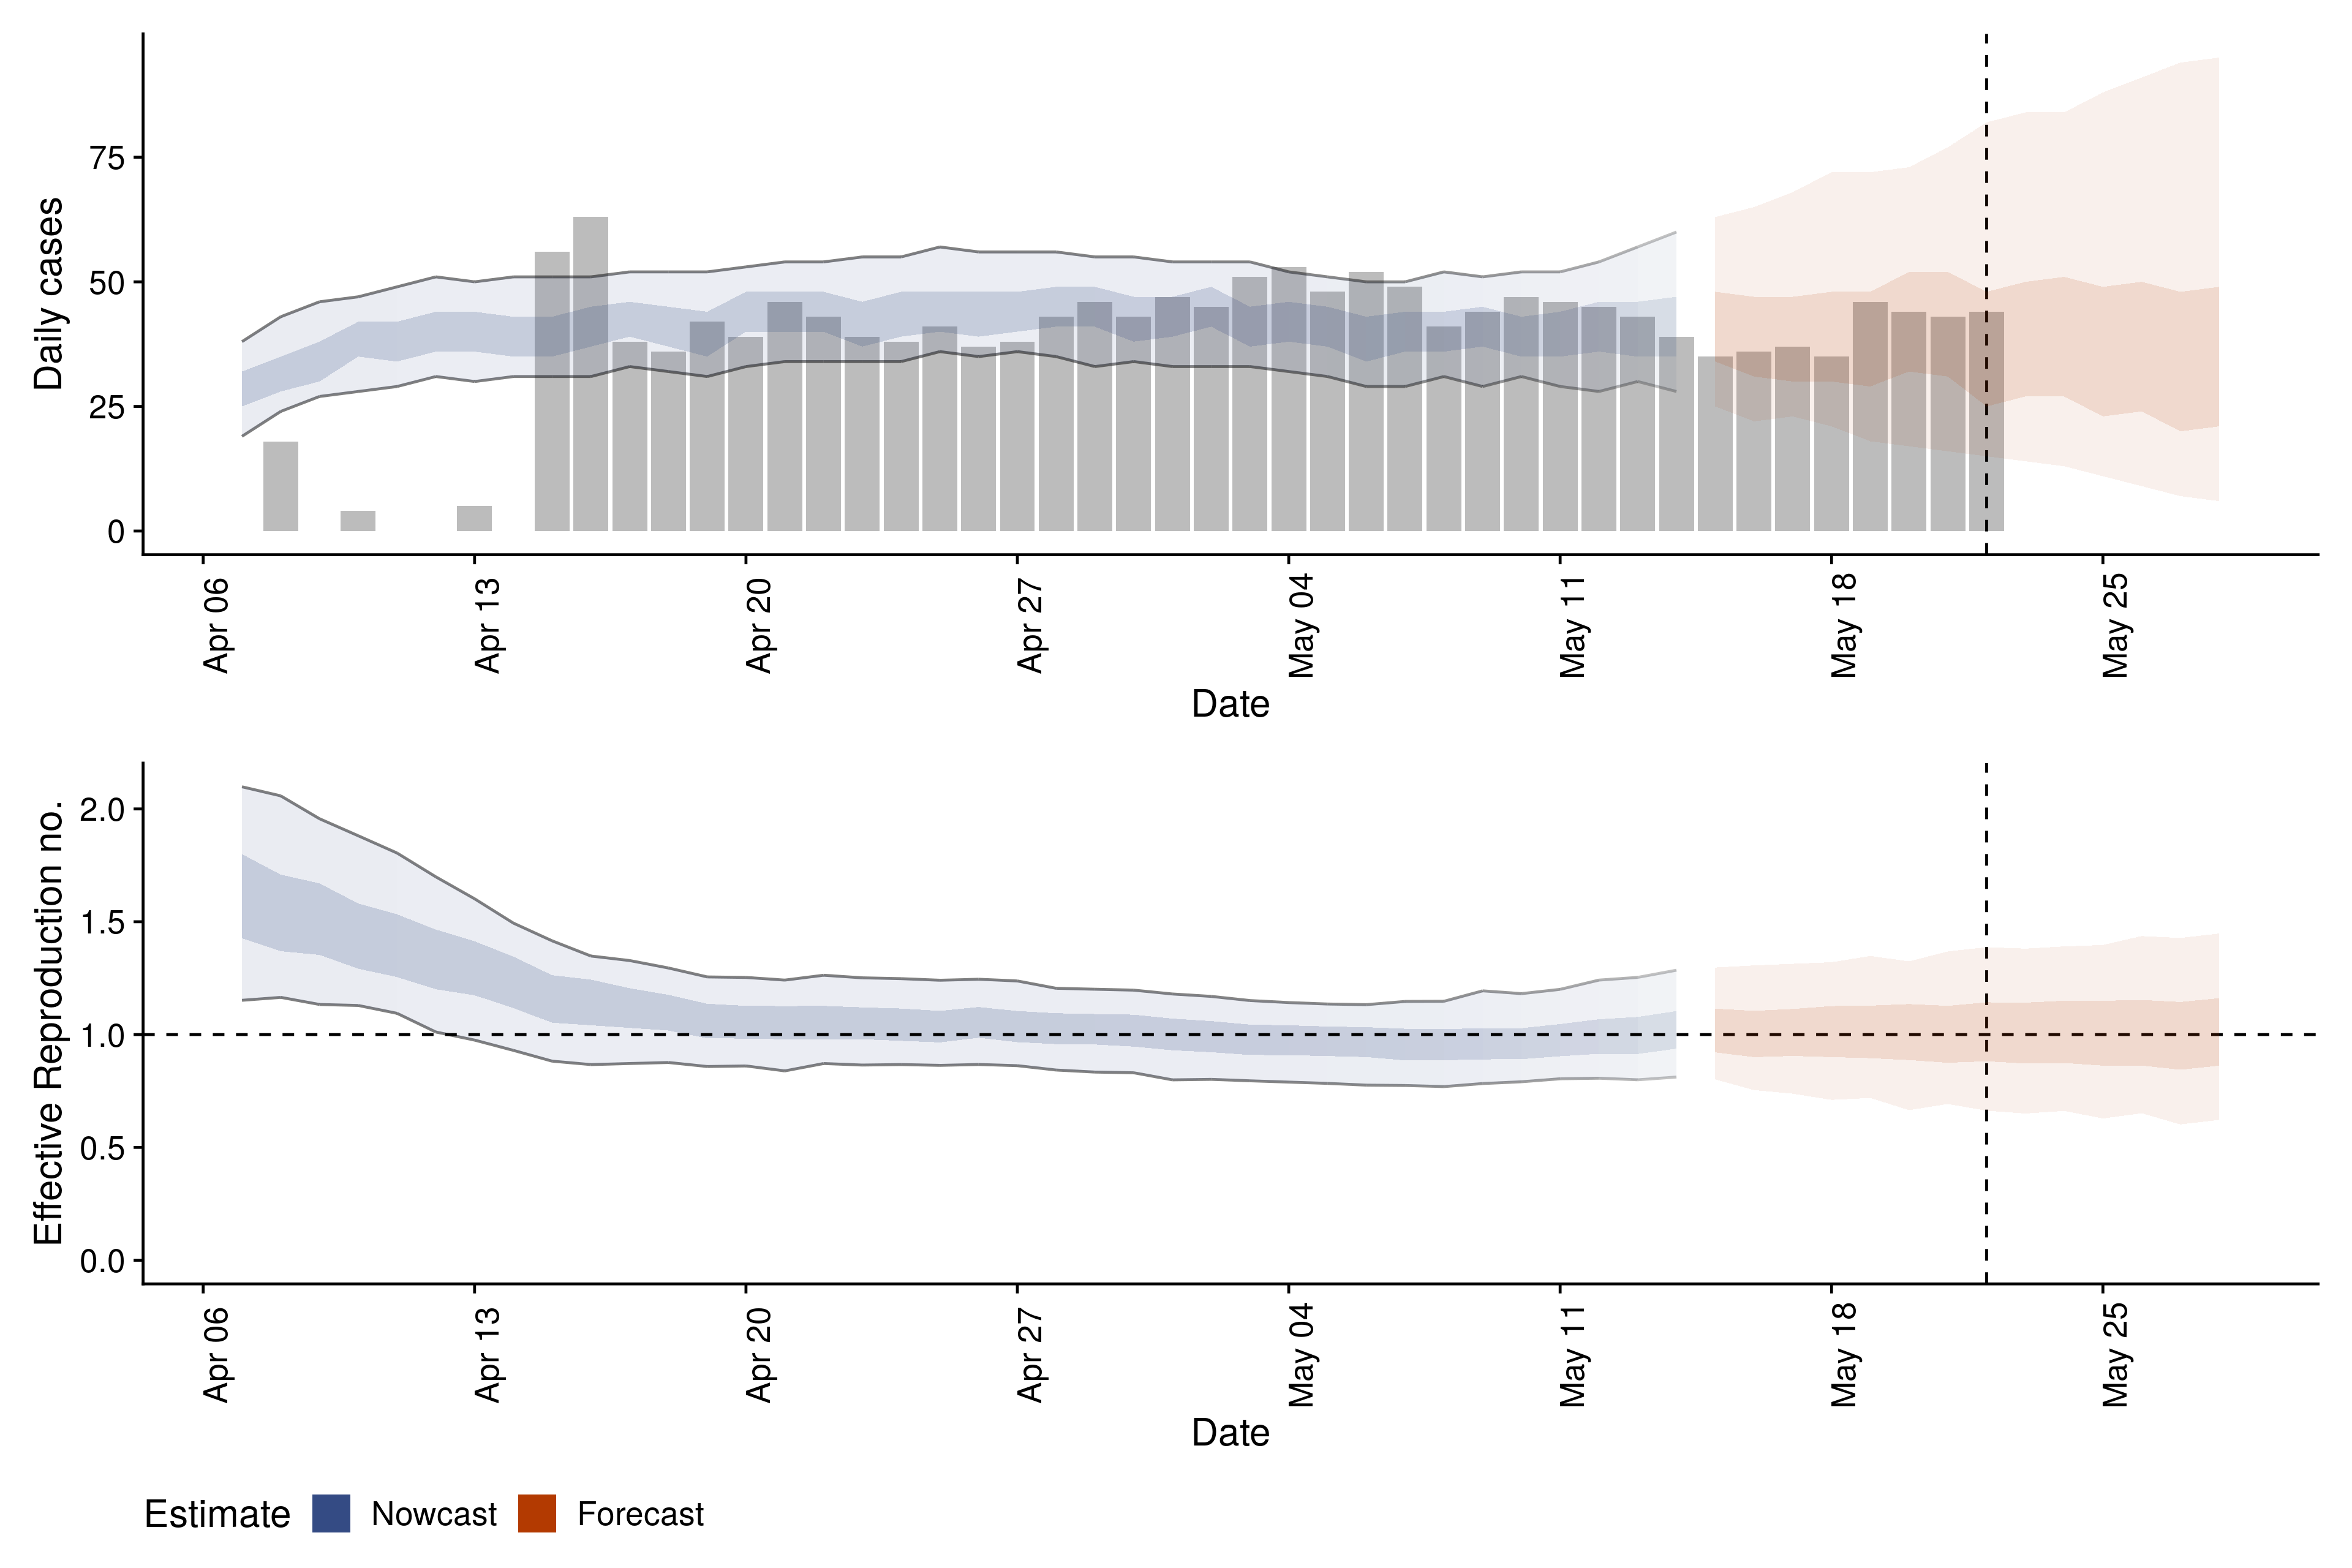 Daily cases
75
50
25
0
Apr 06
Apr 13
Apr 20
Apr 27
May 04
May 11
May 18
May 25
Date
Effective Reproduction no.
2.0
1.5
1.0
0.5
0.0
Apr 06
Apr 13
Apr 20
Apr 27
May 04
May 11
May 18
May 25
Date
Estimate Nowcast Forecast